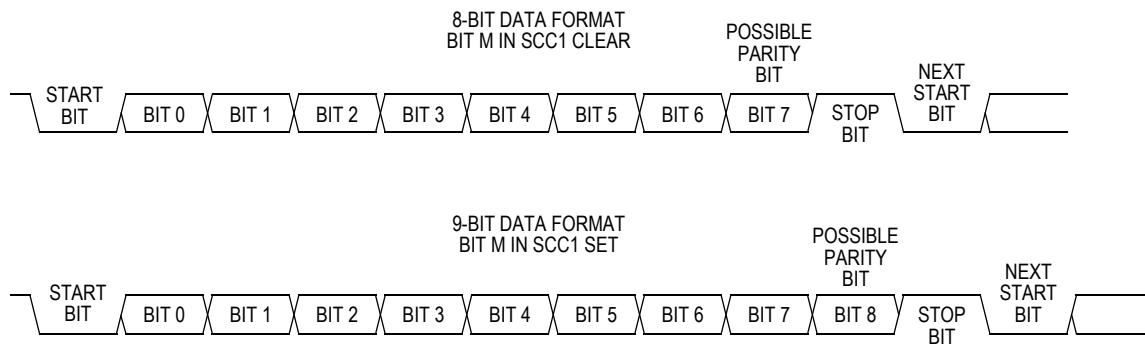 8-BIT DATA FORMAT
BIT M IN SCC1 CLEAR
POSSIBLE
PARITY
BIT
NEXT
START
BIT
START
BIT
BIT 0
BIT 1
BIT 2
BIT 3
BIT 4
BIT 5
BIT 6
BIT 7
STOP
BIT
9-BIT DATA FORMAT
BIT M IN SCC1 SET
POSSIBLE
PARITY
BIT
NEXT
START
BIT
START
BIT
BIT 0
BIT 1
BIT 2
BIT 3
BIT 4
BIT 5
BIT 6
BIT 7
BIT 8
STOP
BIT